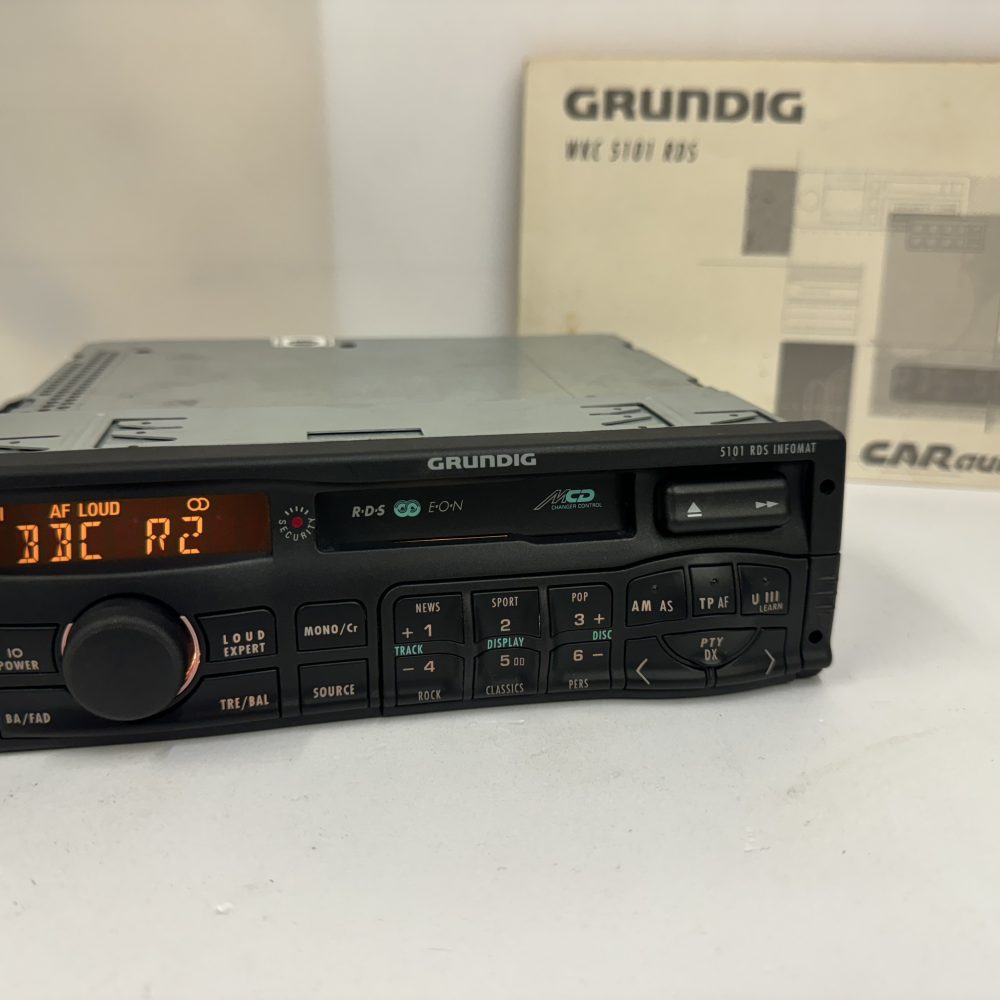 GRUNDIG
WKC 5101 RDS
CARau
GRUNDIG
5101 RDS INFOMAT
AF LOUD
BBC R2
SECURITY
R·D·S E·O·N
MCD
CHANGER CONTROL
IO
POWER
BA/FAD
LOUD
EXPERT
TRE/BAL
MONO/Cr
SOURCE
NEWS
+ 1
SPORT
2
POP
3 +
TRACK
DISPLAY
DISC
− 4
ROCK
5
CLASSICS
6 −
PERS
AM AS
TP AF
U III
LEARN
PTY
DX